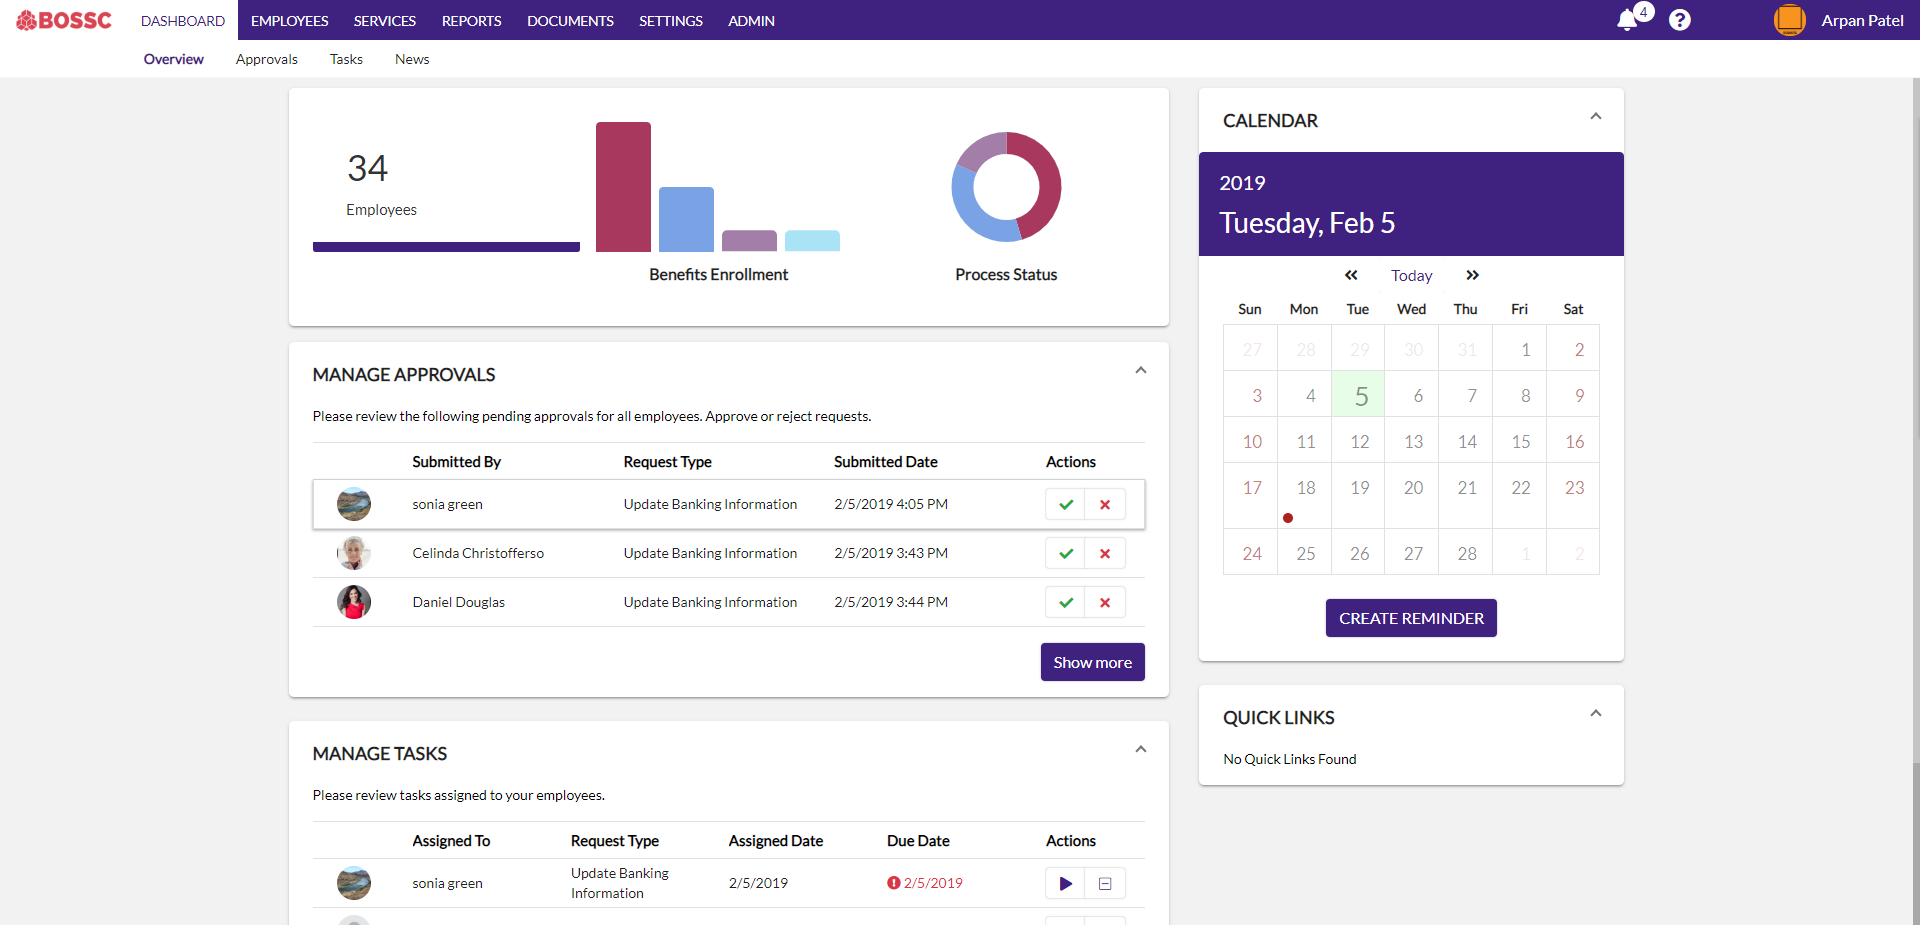 BOSSC DASHBOARD EMPLOYEES SERVICES REPORTS DOCUMENTS SETTINGS ADMIN 4 ? Arpan Patel
Overview Approvals Tasks News
34
Employees
Benefits Enrollment
Process Status
MANAGE APPROVALS
Please review the following pending approvals for all employees. Approve or reject requests.
Submitted By Request Type Submitted Date Actions
sonia green Update Banking Information 2/5/2019 4:05 PM
Celinda Christofferso Update Banking Information 2/5/2019 3:43 PM
Daniel Douglas Update Banking Information 2/5/2019 3:44 PM
Show more
MANAGE TASKS
Please review tasks assigned to your employees.
Assigned To Request Type Assigned Date Due Date Actions
sonia green Update Banking Information 2/5/2019 2/5/2019
CALENDAR
2019
Tuesday, Feb 5
« Today »
Sun Mon Tue Wed Thu Fri Sat
27 28 29 30 31 1 2
3 4 5 6 7 8 9
10 11 12 13 14 15 16
17 18 19 20 21 22 23
24 25 26 27 28 1 2
CREATE REMINDER
QUICK LINKS
No Quick Links Found